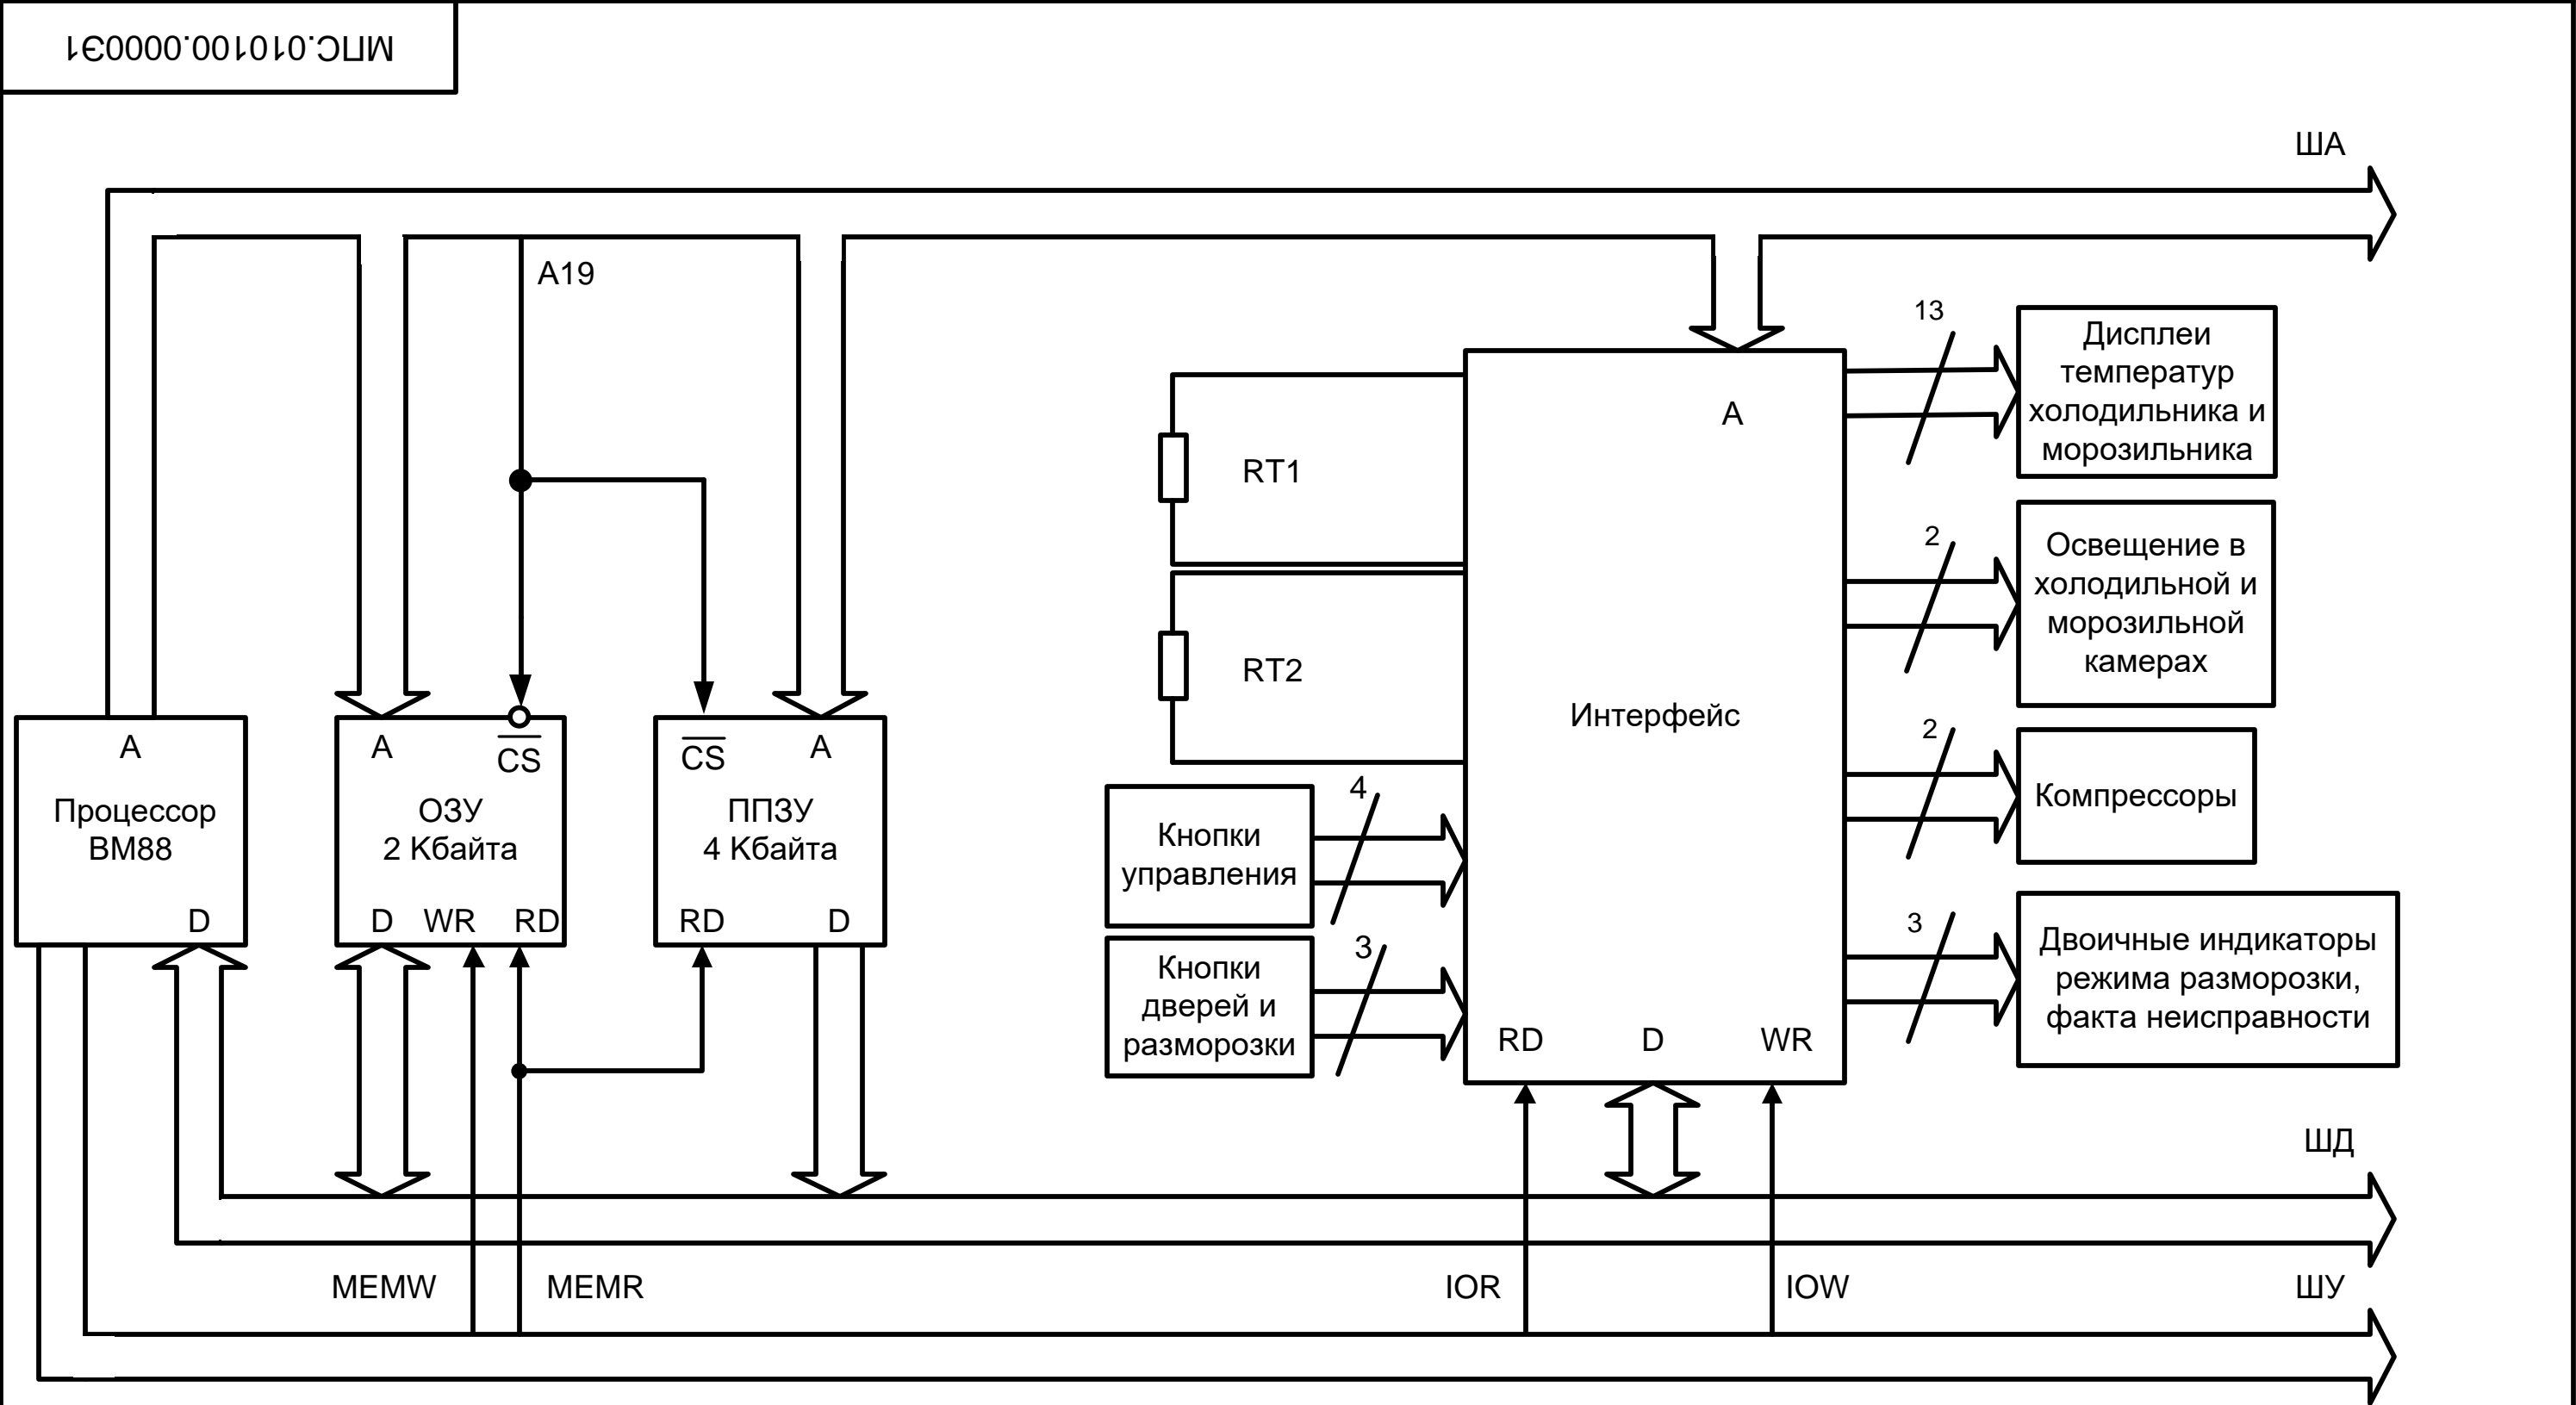 МПС.010100.0000Э1
ША
A19
13
Дисплеи
температур
холодильника и
морозильника
A
RT1
2
Освещение в
холодильной и
морозильной
камерах
RT2
Интерфейс
2
Компрессоры
A
Процессор
ВМ88
D
A
CS
ОЗУ
2 Кбайта
D WR RD
CS
A
ППЗУ
4 Кбайта
RD D
4
Кнопки
управления
3
Кнопки
дверей и
разморозки
3
Двоичные индикаторы
режима разморозки,
факта неисправности
RD D WR
ШД
MEMW
MEMR
IOR
IOW
ШУ